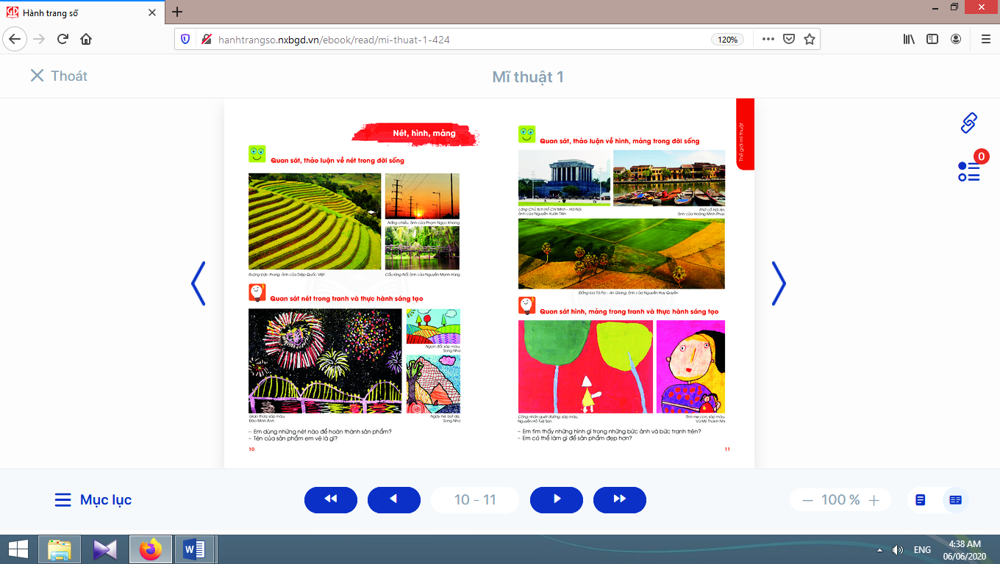 Hành trang số
hanhtrangso.nxbgd.vn/ebook/read/mi-thuat-1-424
120%
Thoát
Mĩ thuật 1
Nét, hình, mảng
Quan sát, thảo luận về nét trong đời sống
Nắng chiều, ảnh của Phạm Ngọc Khang
Ruộng bậc thang, ảnh của Diệp Quốc Việt
Cầu làng Nổi, ảnh của Nguyễn Mạnh Hùng
Quan sát nét trong tranh và thực hành sáng tạo
Ngọn đồi, sáp màu,
Song Như
Giao thừa, sáp màu,
Đào Minh Ánh
Ngày hè, bút dạ,
Song Như
– Em dùng những nét nào để hoàn thành sản phẩm?
– Tên của sản phẩm em vẽ là gì?
10
Thế giới mĩ thuật
Quan sát, thảo luận về hình, mảng trong đời sống
Lăng Chủ tịch Hồ Chí Minh – Hà Nội,
ảnh của Nguyễn Xuân Tiên
Phố cổ Hội An,
ảnh của Hoàng Minh Phúc
Đồng lúa Tà Pạ – An Giang, ảnh của Nguyễn Huy Quyền
Quan sát hình, mảng trong tranh và thực hành sáng tạo
Công nhân quét đường, sáp màu,
Nguyễn Hồ Tuệ San
Tình mẹ con, sáp màu,
Vũ Mỹ Thanh Nhi
– Em tìm thấy những hình gì trong những bức ảnh và bức tranh trên?
– Em có thể làm gì để sản phẩm đẹp hơn?
11
0
Mục lục
10 - 11
100 %
ENG
4:38 AM
06/06/2020